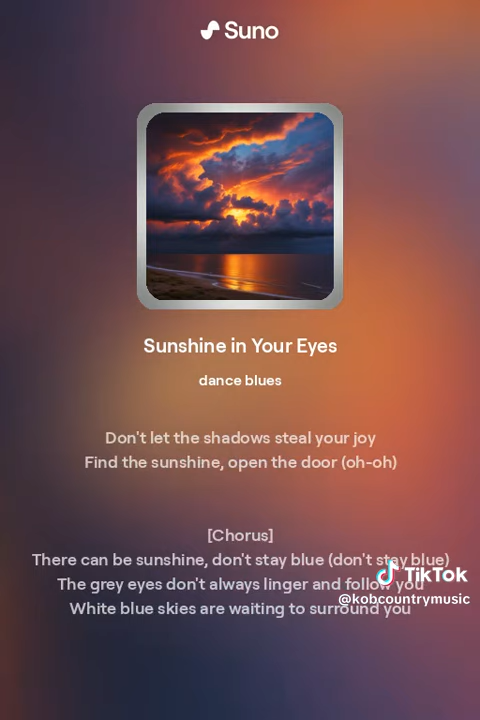 Suno
Sunshine in Your Eyes
dance blues
Don't let the shadows steal your joy
Find the sunshine, open the door (oh-oh)
[Chorus]
There can be sunshine, don't stay blue (don't stay blue)
The grey eyes don't always linger and follow you
TikTok
@kobcountrymusic
White blue skies are waiting to surround you